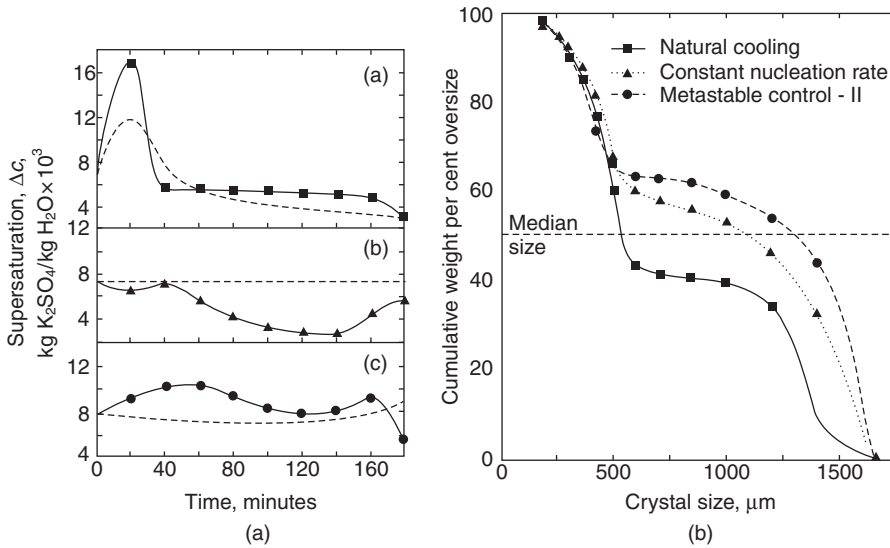 Supersaturation, Δc,
kg K₂SO₄/kg H₂O×10³
16
12
8
4
(a)
12
8
4
(b)
10
8
6
4
(c)
0
40
80
120
160
Time, minutes
(a)
Cumulative weight per cent oversize
100
80
60
40
20
0
Natural cooling
Constant nucleation rate
Metastable control - II
Median
size
0
500
1000
1500
Crystal size, μm
(b)